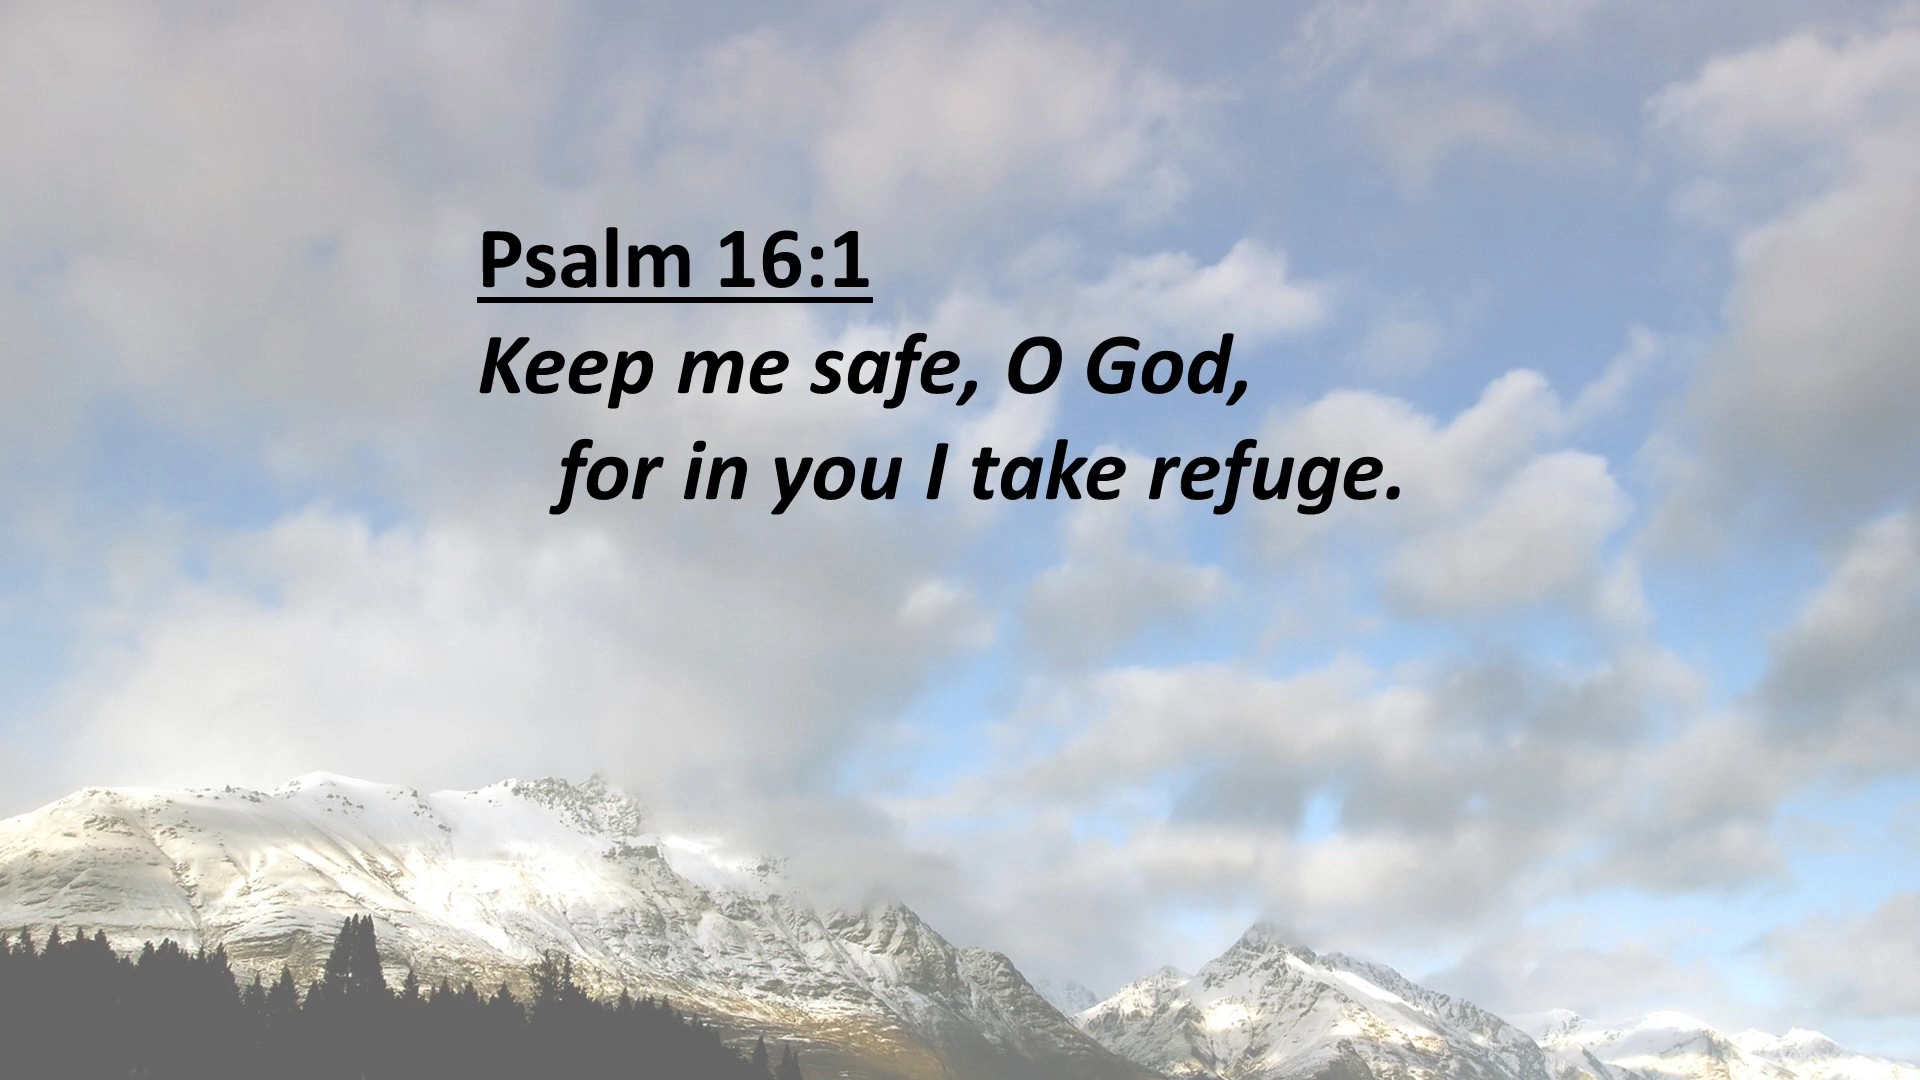 Psalm 16:1
Keep me safe, O God,
for in you I take refuge.